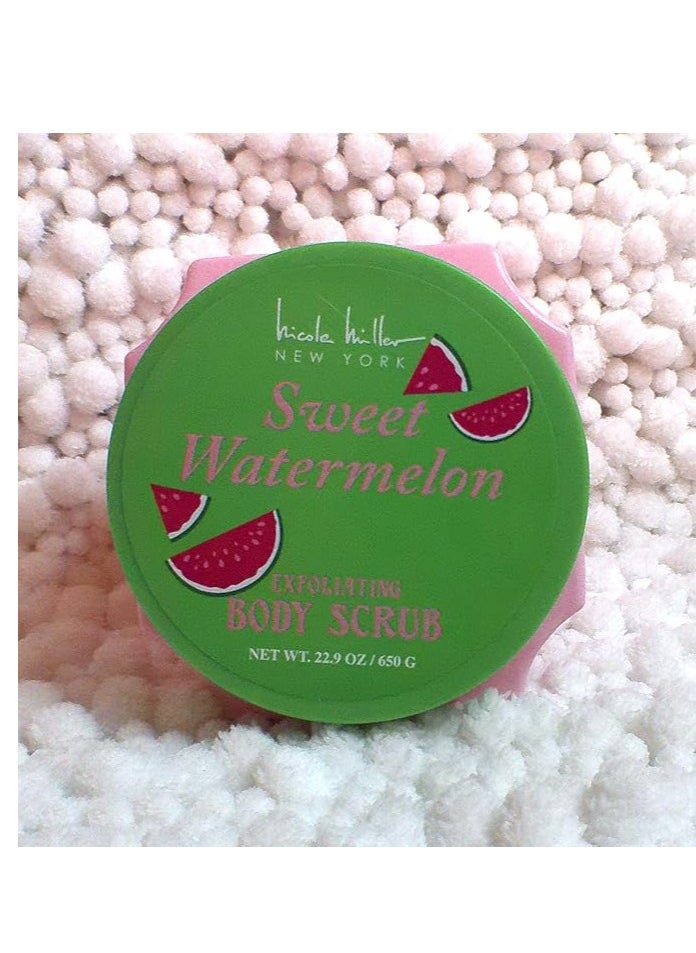 Nicole Miller
NEW YORK
Sweet
Watermelon
EXFOLIATING
BODY SCRUB
NET WT. 22.9 OZ / 650 G